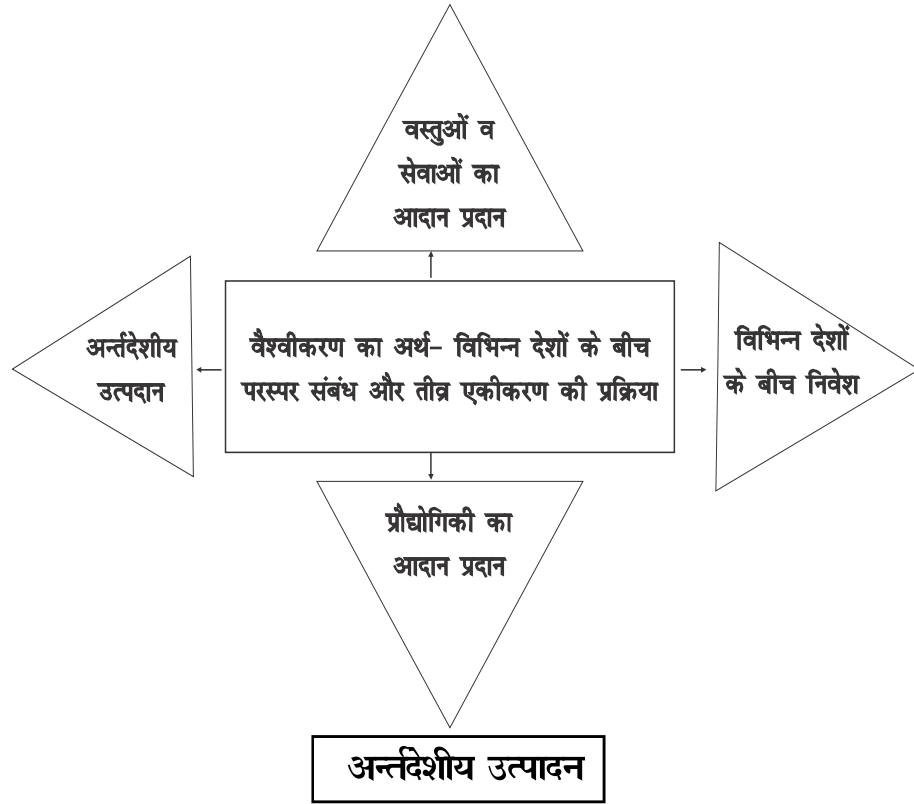 वस्तुओं व
सेवाओं का
आदान प्रदान
अर्न्तदेशीय
उत्पदान
वैश्वीकरण का अर्थ– विभिन्न देशों के बीच
परस्पर संबंध और तीव्र एकीकरण की प्रक्रिया
विभिन्न देशों
के बीच निवेश
प्रौद्योगिकी का
आदान प्रदान
अर्न्तदेशीय उत्पादन